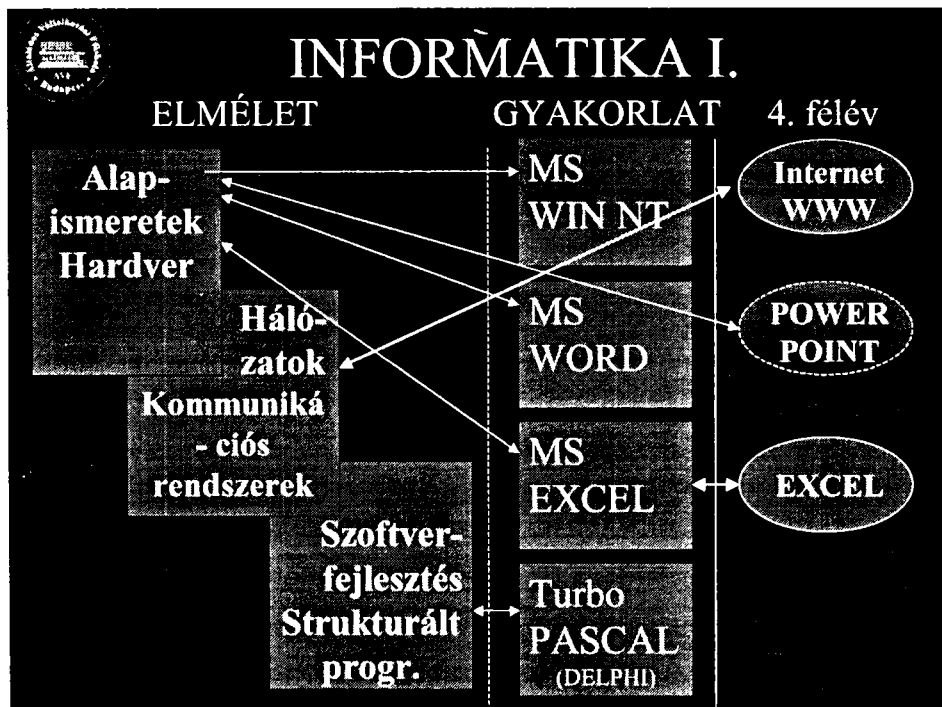 INFORMATIKA I.
ELMÉLET
GYAKORLAT
4. félév
Alap-
ismeretek
Hardver
Háló-
zatok
Kommuniká
- ciós
rendszerek
Szoftver-
fejlesztés
Strukturált
progr.
MS
WIN NT
MS
WORD
MS
EXCEL
Turbo
PASCAL
(DELPHI)
Internet
WWW
POWER
POINT
EXCEL